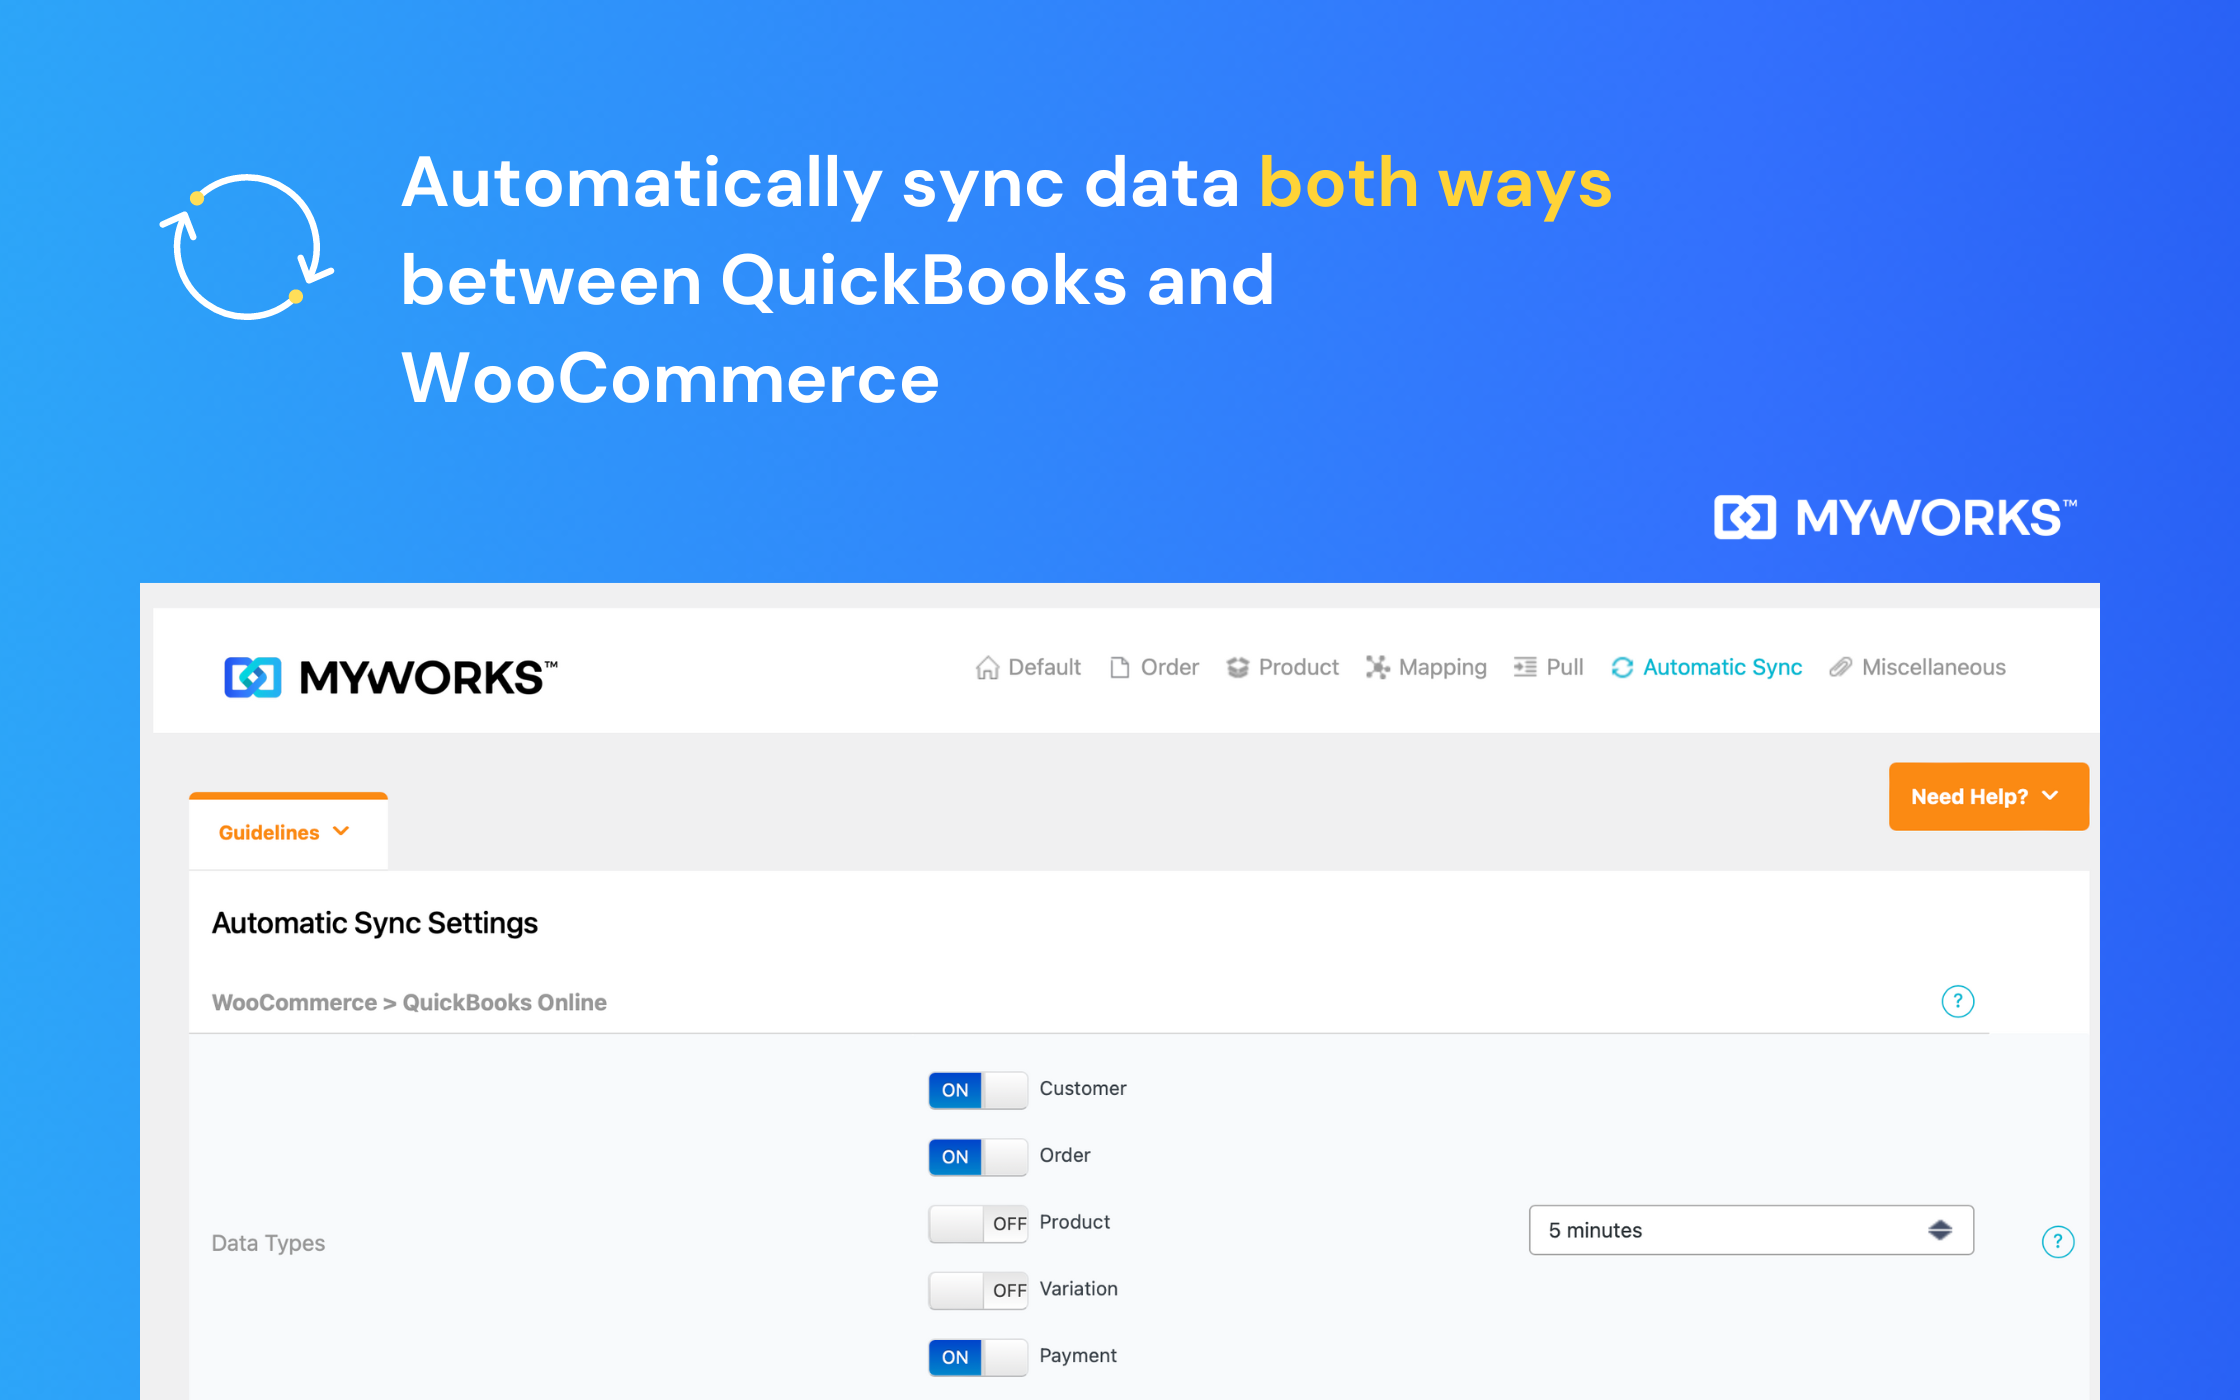 Automatically sync data both ways
between QuickBooks and
WooCommerce
MYWORKS™
MYWORKS™
Default Order Product Mapping Pull Automatic Sync Miscellaneous
Need Help?
Guidelines
Automatic Sync Settings
WooCommerce > QuickBooks Online ?
ON Customer
ON Order
OFF Product
Data Types 5 minutes ?
OFF Variation
ON Payment